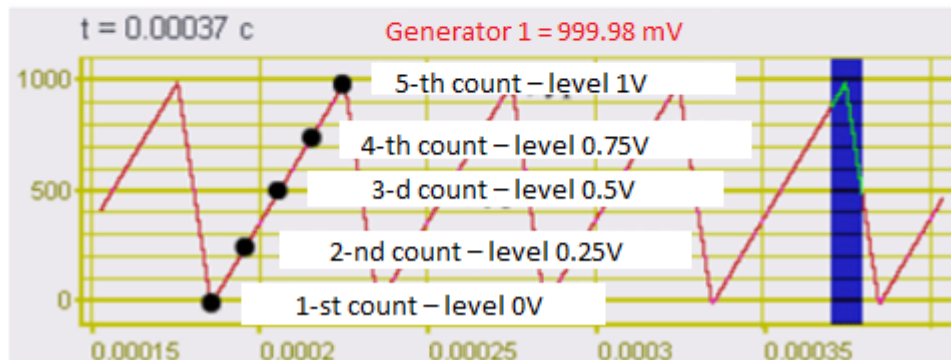 t = 0.00037 c
Generator 1 = 999.98 mV
1000
5-th count – level 1V
4-th count – level 0.75V
500
3-d count – level 0.5V
2-nd count – level 0.25V
0
1-st count – level 0V
0.00015 0.0002 0.00025 0.0003 0.00035